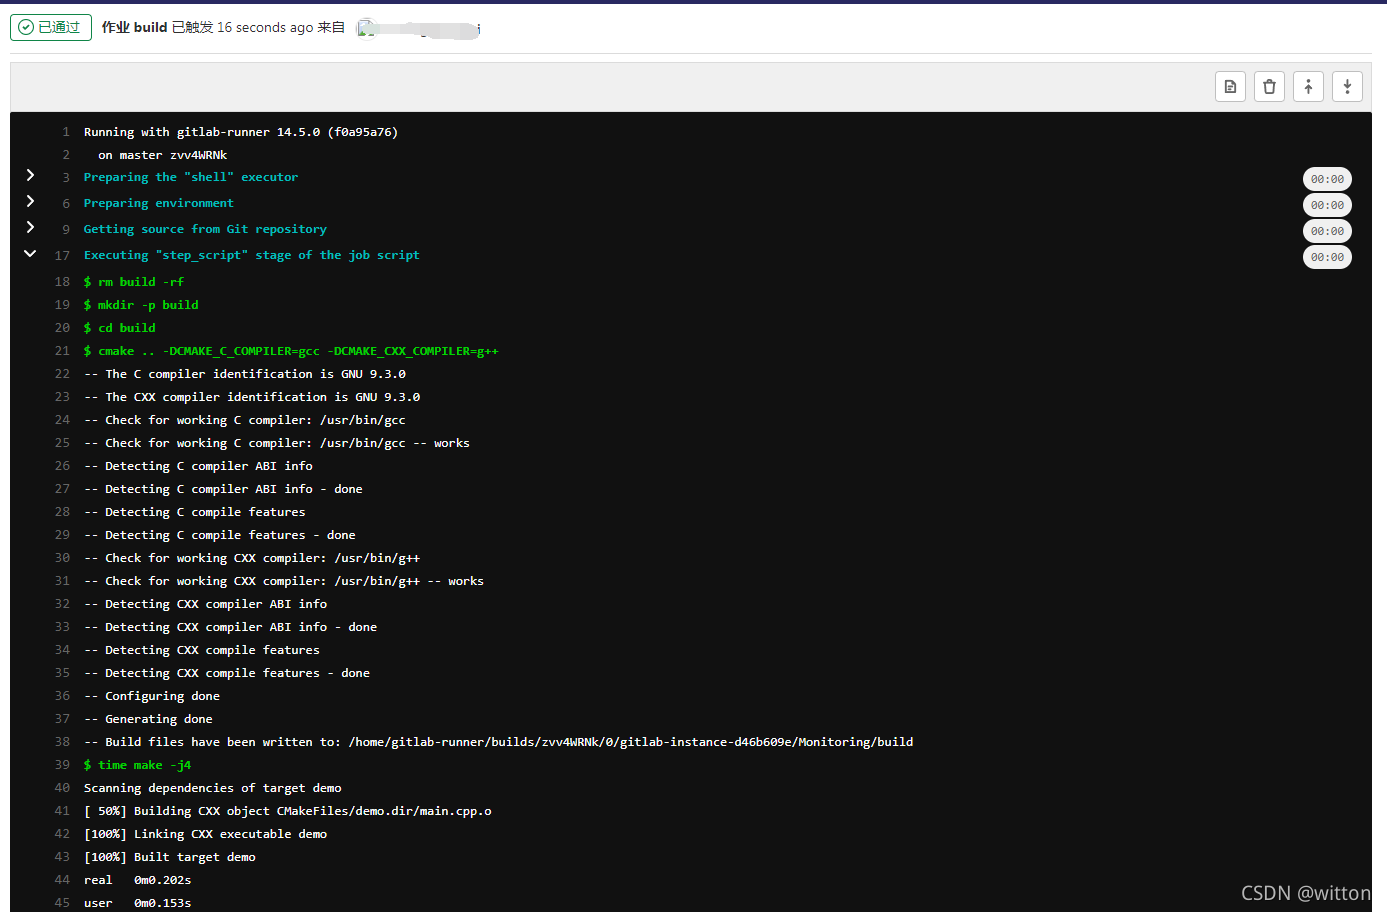 已通过 作业 build 已触发 16 seconds ago 来自
1 Running with gitlab-runner 14.5.0 (f0a95a76)
2 on master zvv4WRNk
3 Preparing the "shell" executor 00:00
6 Preparing environment 00:00
9 Getting source from Git repository 00:00
17 Executing "step_script" stage of the job script 00:00
18 $ rm build -rf
19 $ mkdir -p build
20 $ cd build
21 $ cmake .. -DCMAKE_C_COMPILER=gcc -DCMAKE_CXX_COMPILER=g++
22 -- The C compiler identification is GNU 9.3.0
23 -- The CXX compiler identification is GNU 9.3.0
24 -- Check for working C compiler: /usr/bin/gcc
25 -- Check for working C compiler: /usr/bin/gcc -- works
26 -- Detecting C compiler ABI info
27 -- Detecting C compiler ABI info - done
28 -- Detecting C compile features
29 -- Detecting C compile features - done
30 -- Check for working CXX compiler: /usr/bin/g++
31 -- Check for working CXX compiler: /usr/bin/g++ -- works
32 -- Detecting CXX compiler ABI info
33 -- Detecting CXX compiler ABI info - done
34 -- Detecting CXX compile features
35 -- Detecting CXX compile features - done
36 -- Configuring done
37 -- Generating done
38 -- Build files have been written to: /home/gitlab-runner/builds/zvv4WRNk/0/gitlab-instance-d46b609e/Monitoring/build
39 $ time make -j4
40 Scanning dependencies of target demo
41 [ 50%] Building CXX object CMakeFiles/demo.dir/main.cpp.o
42 [100%] Linking CXX executable demo
43 [100%] Built target demo
44 real 0m0.202s
45 user 0m0.153s
CSDN @witton